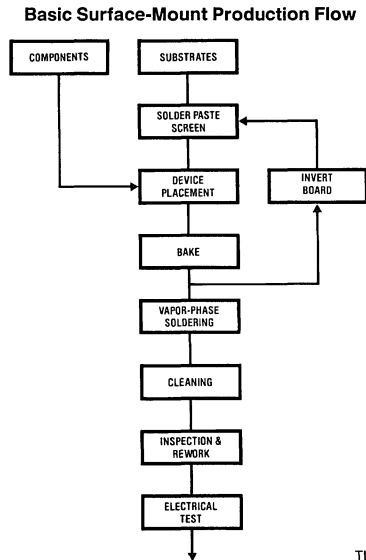 Basic Surface-Mount Production Flow
COMPONENTS
SUBSTRATES
SOLDER PASTE
SCREEN
DEVICE
PLACEMENT
INVERT
BOARD
BAKE
VAPOR-PHASE
SOLDERING
CLEANING
INSPECTION &
REWORK
ELECTRICAL
TEST